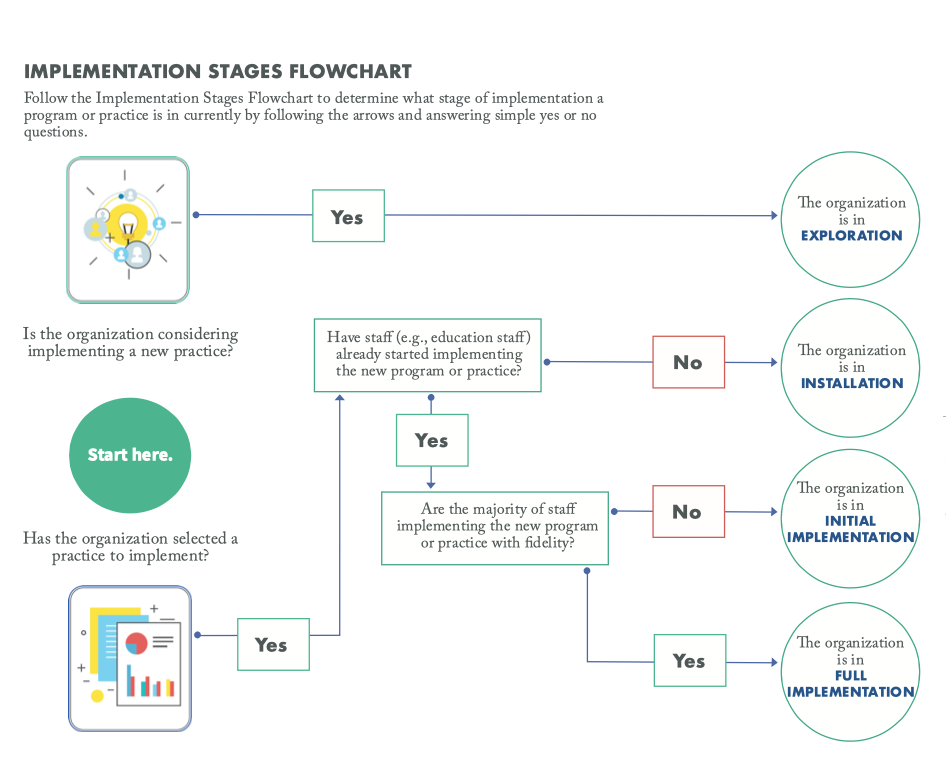 IMPLEMENTATION STAGES FLOWCHART
Follow the Implementation Stages Flowchart to determine what stage of implementation a
program or practice is in currently by following the arrows and answering simple yes or no
questions.
Yes
The organization
is in
EXPLORATION
Is the organization considering
implementing a new practice?
Have staff (e.g., education staff)
already started implementing
the new program or practice?
No
The organization
is in
INSTALLATION
Start here.
Yes
Has the organization selected a
practice to implement?
Are the majority of staff
implementing the new program
or practice with fidelity?
No
The organization
is in
INITIAL
IMPLEMENTATION
Yes
Yes
The organization
is in
FULL
IMPLEMENTATION